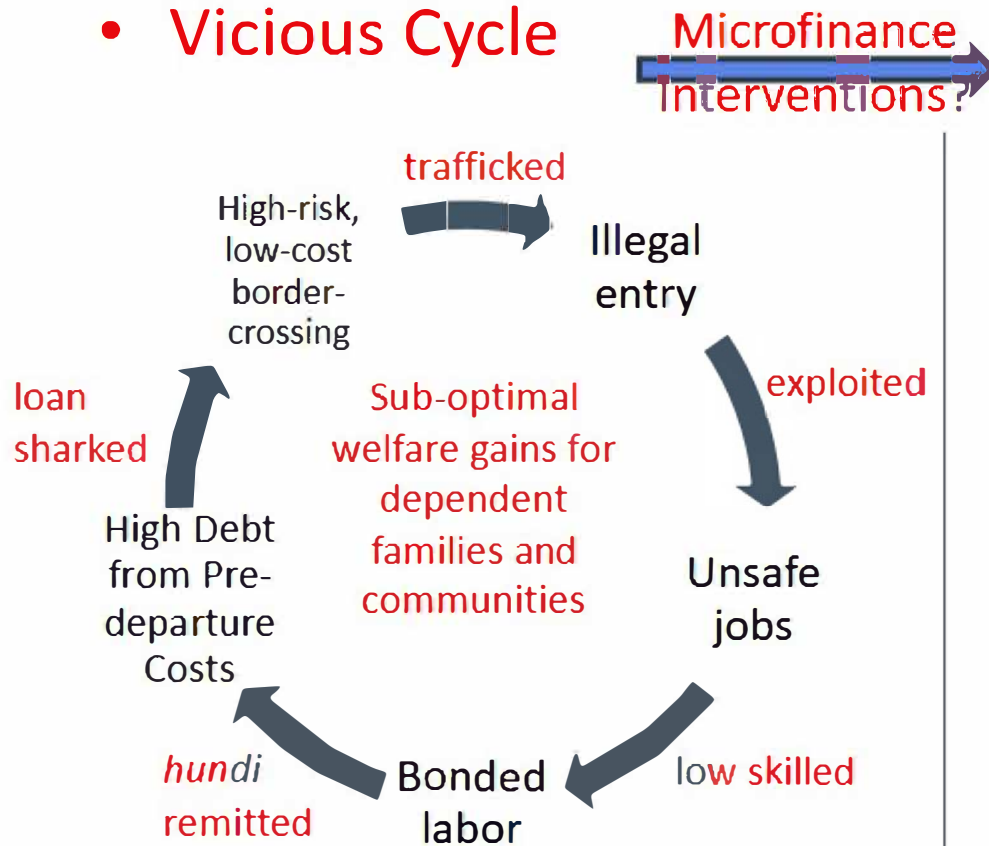 • Vicious Cycle
Microfinance
Interventions?
trafficked
High-risk,
low-cost
border-
crossing
Illegal
entry
loan
sharked
Sub-optimal
welfare gains for
dependent
families and
communities
exploited
High Debt
from Pre-
departure
Costs
Unsafe
jobs
hundi
remitted
Bonded
labor
low skilled